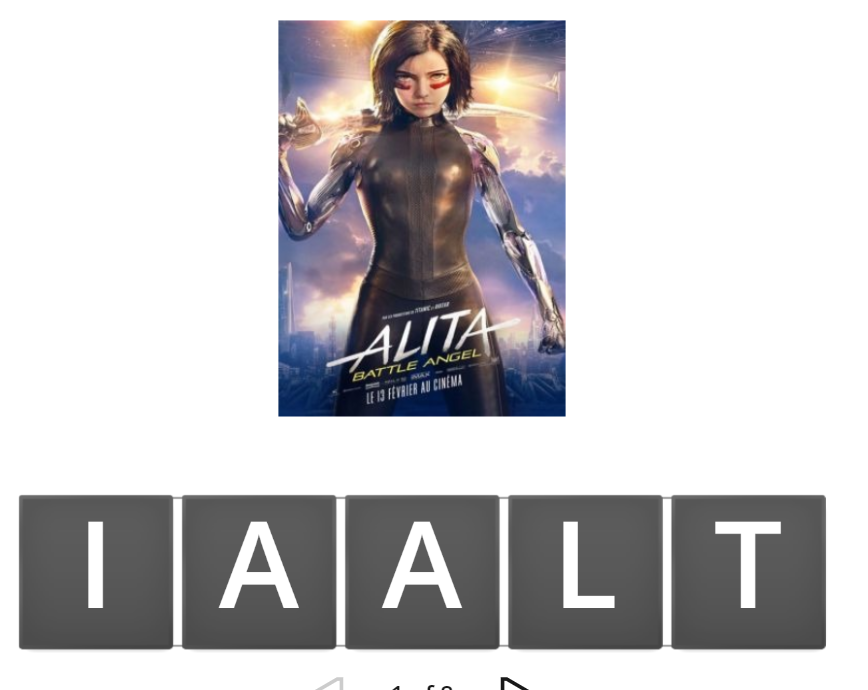 ALITA
BATTLE ANGEL
LE 13 FÉVRIER AU CINÉMA
I A A L T